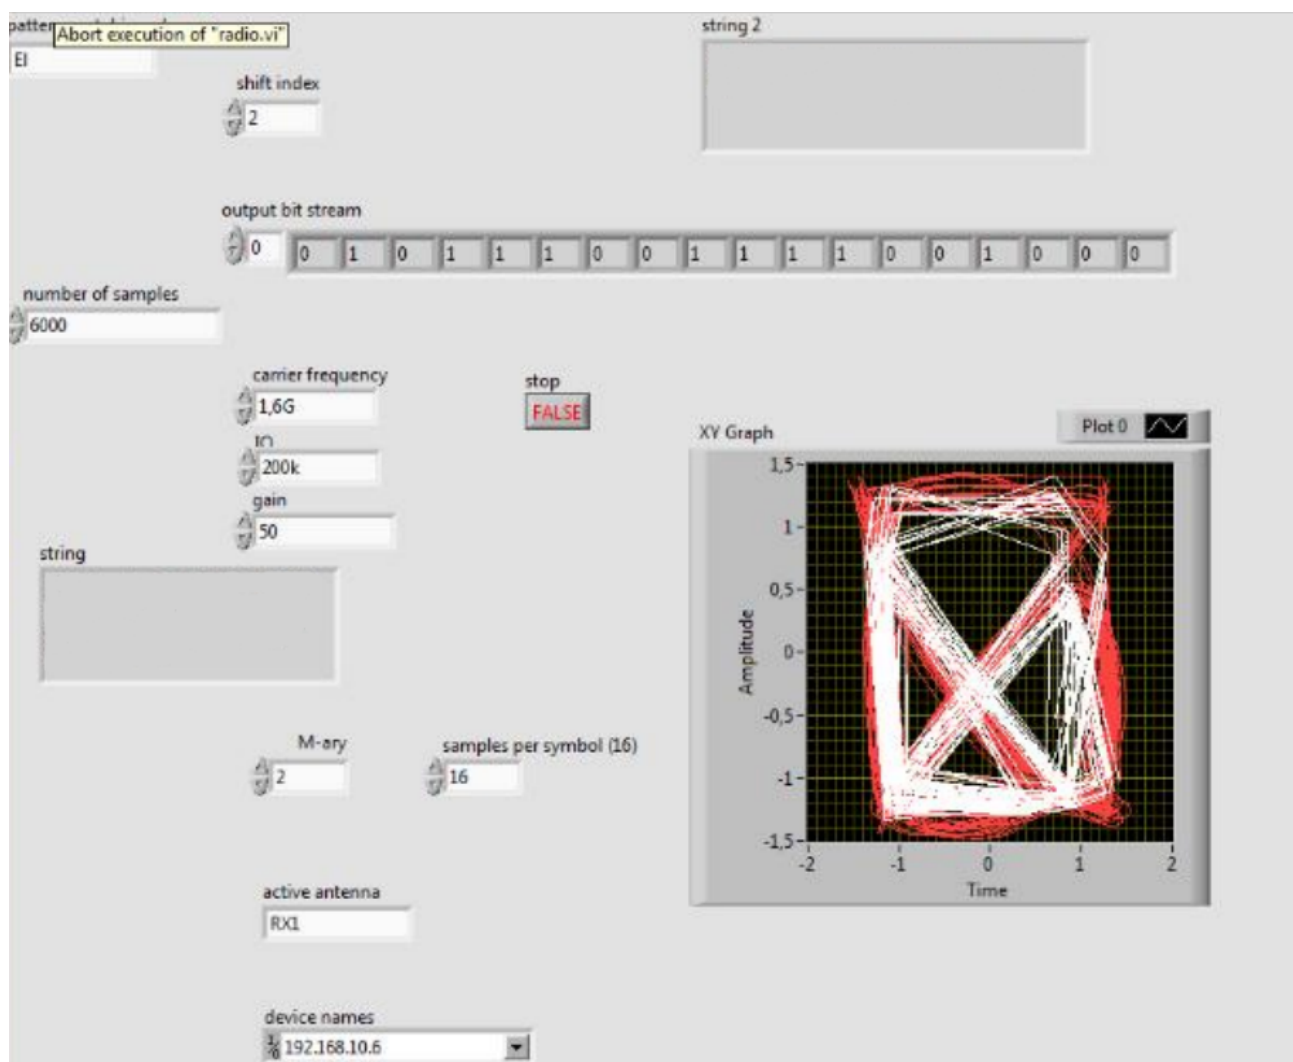 Abort execution of "radio.vi"
EI
string 2
shift index
2
output bit stream
0 0 1 0 1 1 1 0 0 1 1 1 1 0 0 1 0 0 0
number of samples
6000
carrier frequency
1,6G
stop
FALSE
IQ
200k
gain
50
string
XY Graph
Plot 0
1,5
1
0,5
0
-0,5
-1
-1,5
Amplitude
-2 -1 0 1 2
Time
M-ary
2
samples per symbol (16)
16
active antenna
RX1
device names
192.168.10.6